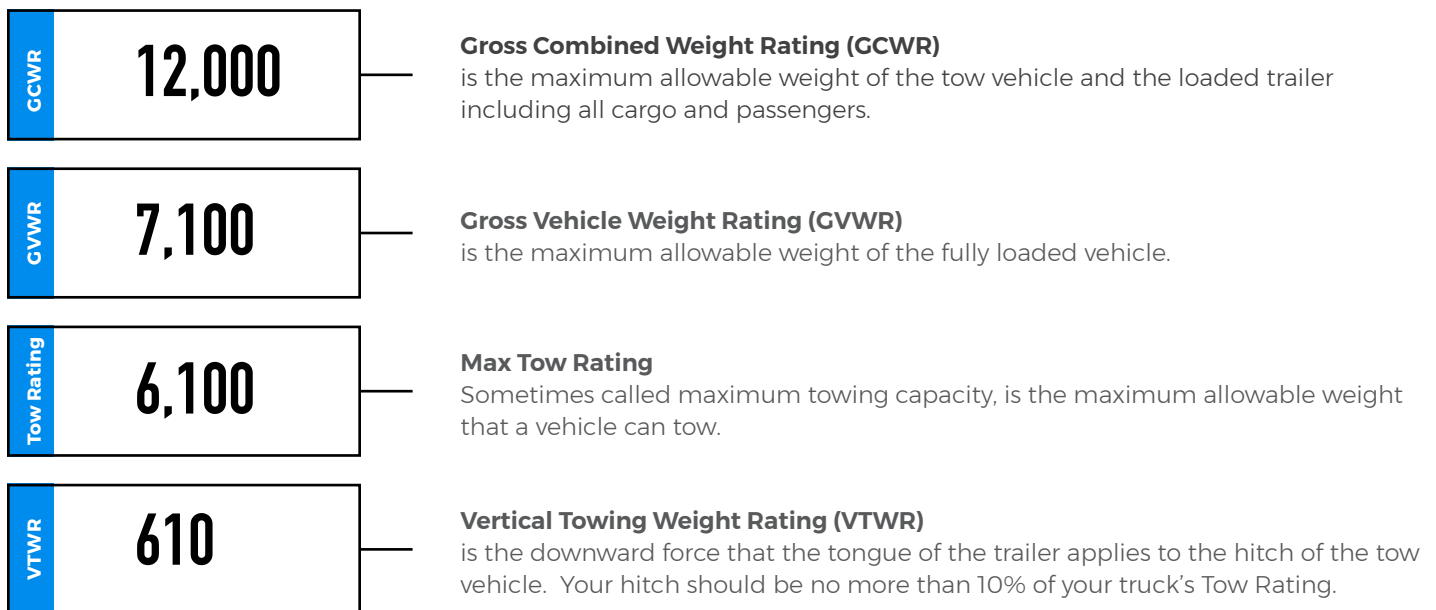 GCWR
12,000
Gross Combined Weight Rating (GCWR)
is the maximum allowable weight of the tow vehicle and the loaded trailer
including all cargo and passengers.
GVWR
7,100
Gross Vehicle Weight Rating (GVWR)
is the maximum allowable weight of the fully loaded vehicle.
Tow Rating
6,100
Max Tow Rating
Sometimes called maximum towing capacity, is the maximum allowable weight
that a vehicle can tow.
VTWR
610
Vertical Towing Weight Rating (VTWR)
is the downward force that the tongue of the trailer applies to the hitch of the tow
vehicle.  Your hitch should be no more than 10% of your truck's Tow Rating.